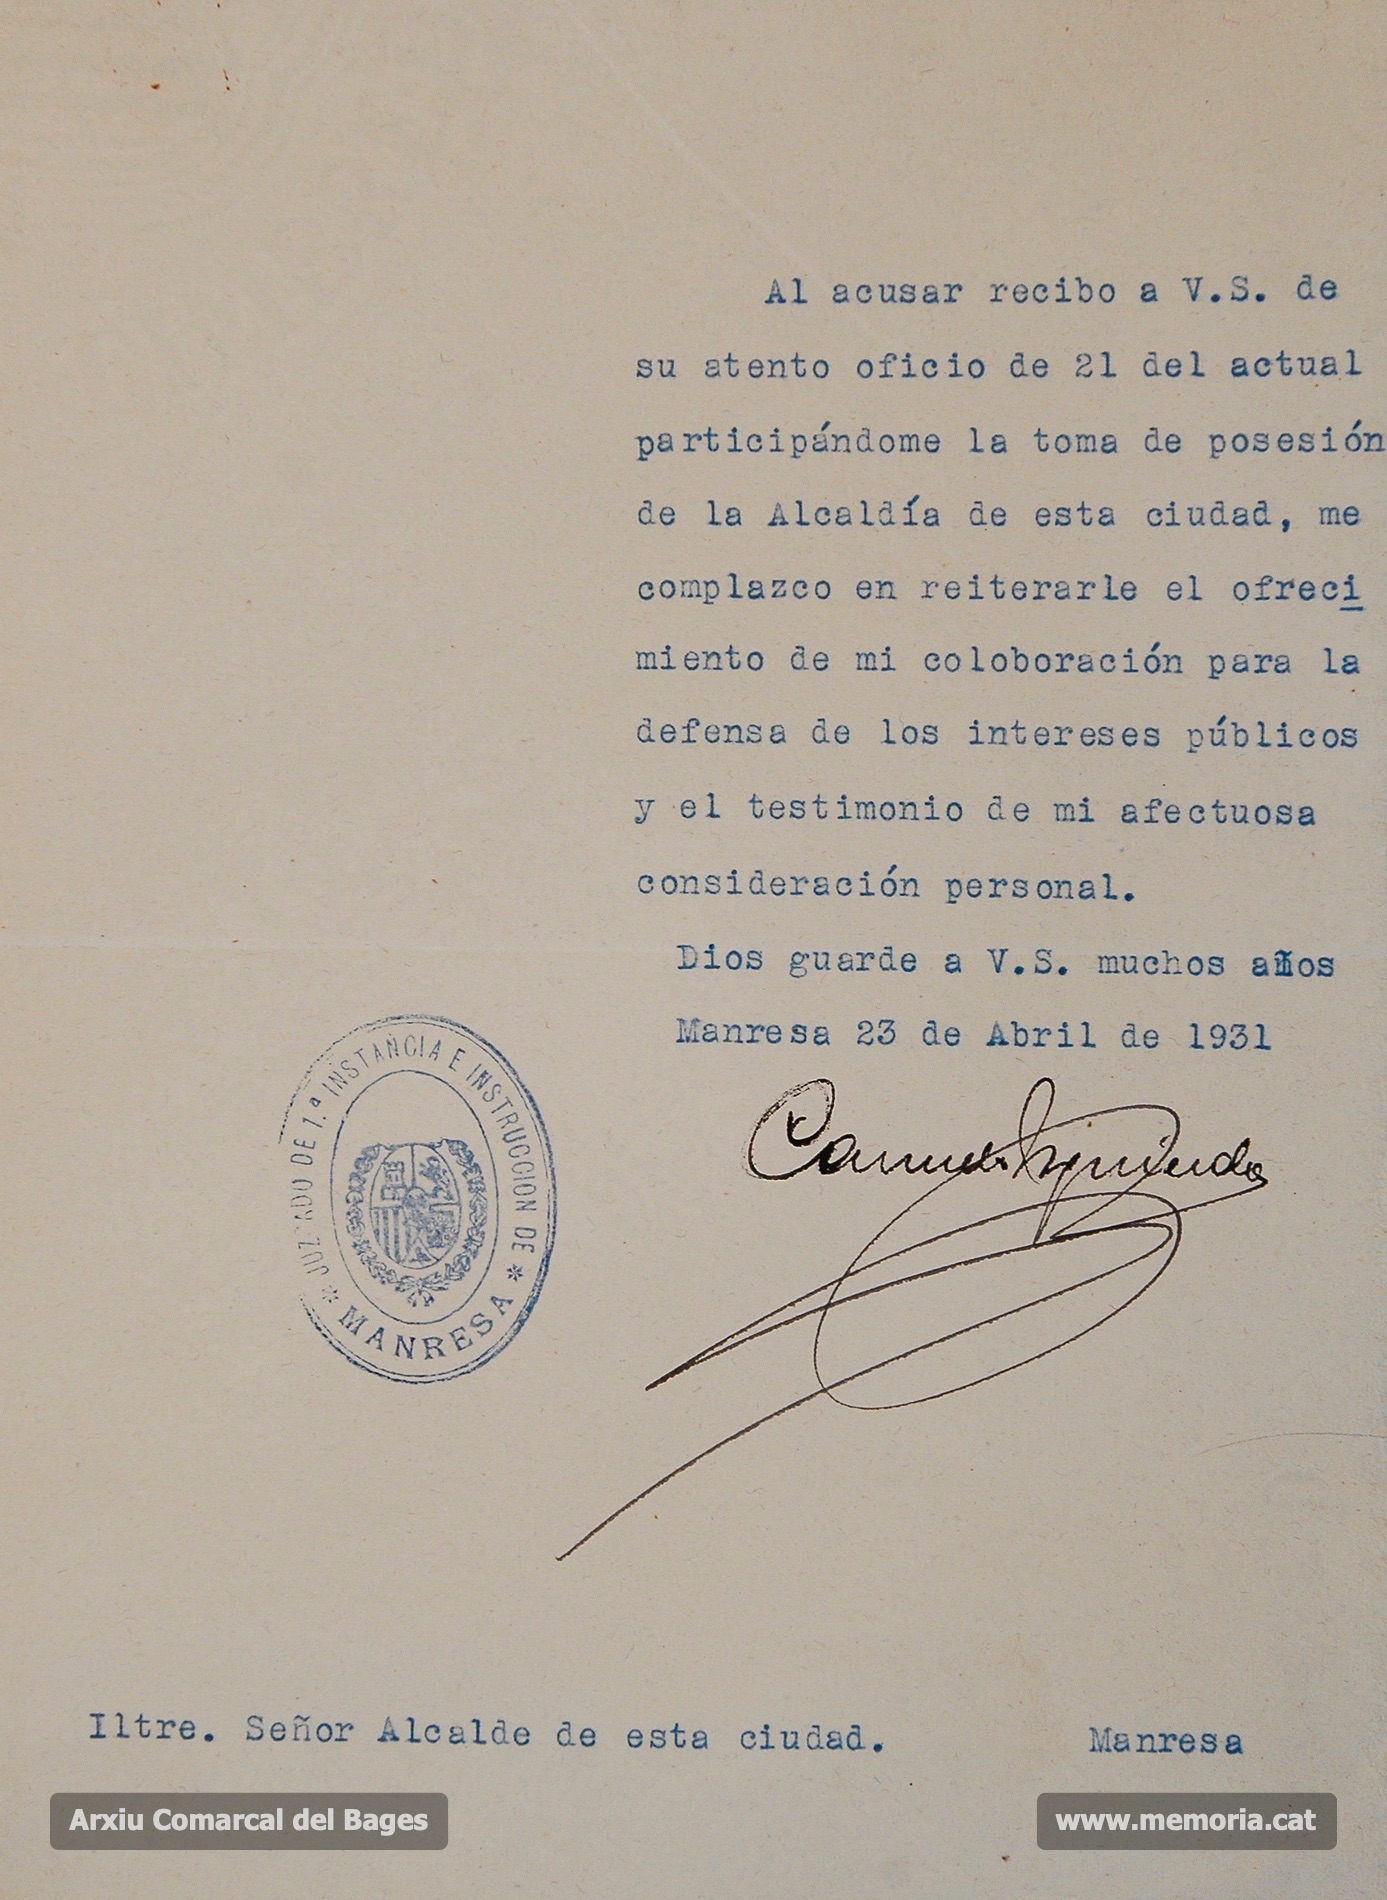 Al acusar recibo a V.S. de
su atento oficio de 21 del actual
participándome la toma de posesión
de la Alcaldía de esta ciudad, me
complazco en reiterarle el ofreci
miento de mi coloboración para la
defensa de los intereses públicos
y el testimonio de mi afectuosa
consideración personal.
Dios guarde a V.S. muchos años
Manresa 23 de Abril de 1931
Izquierdo
JUZGADO DE 1.ª INSTANCIA E INSTRUCCION DE
* MANRESA *
Iltre. Señor Alcalde de esta ciudad. Manresa
Arxiu Comarcal del Bages
www.memoria.cat